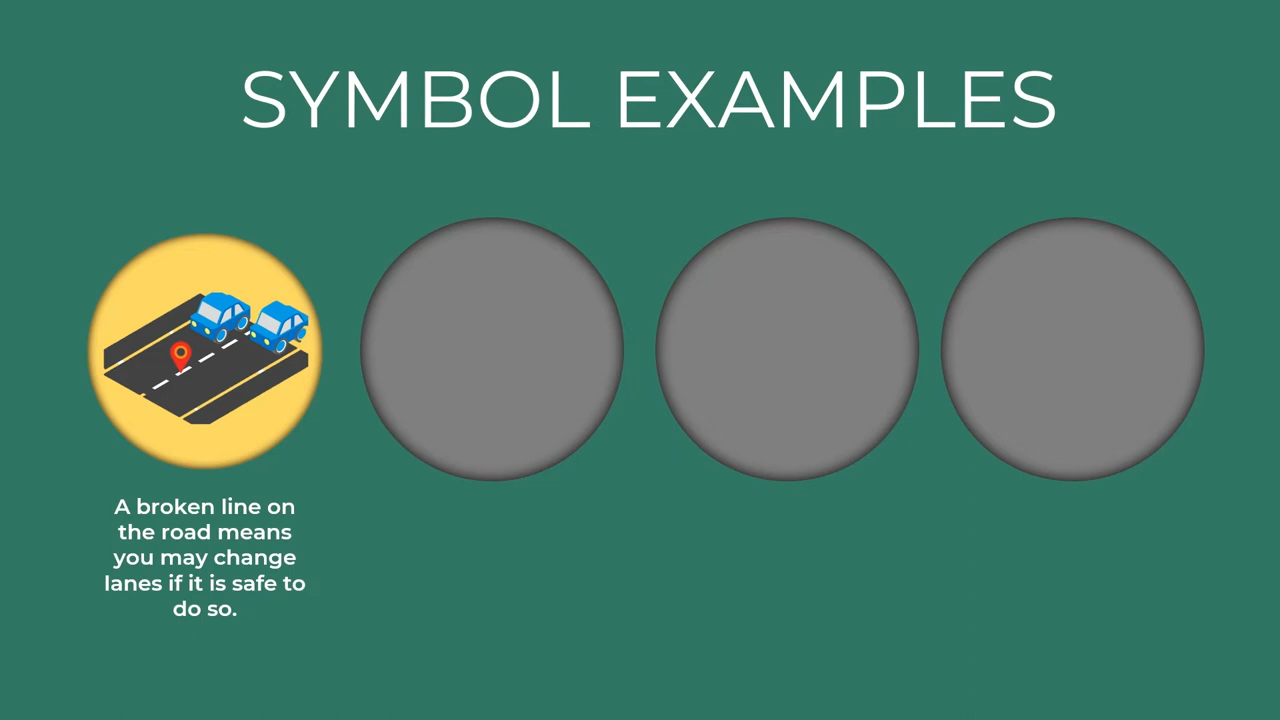 SYMBOL EXAMPLES
A broken line on
the road means
you may change
lanes if it is safe to
do so.